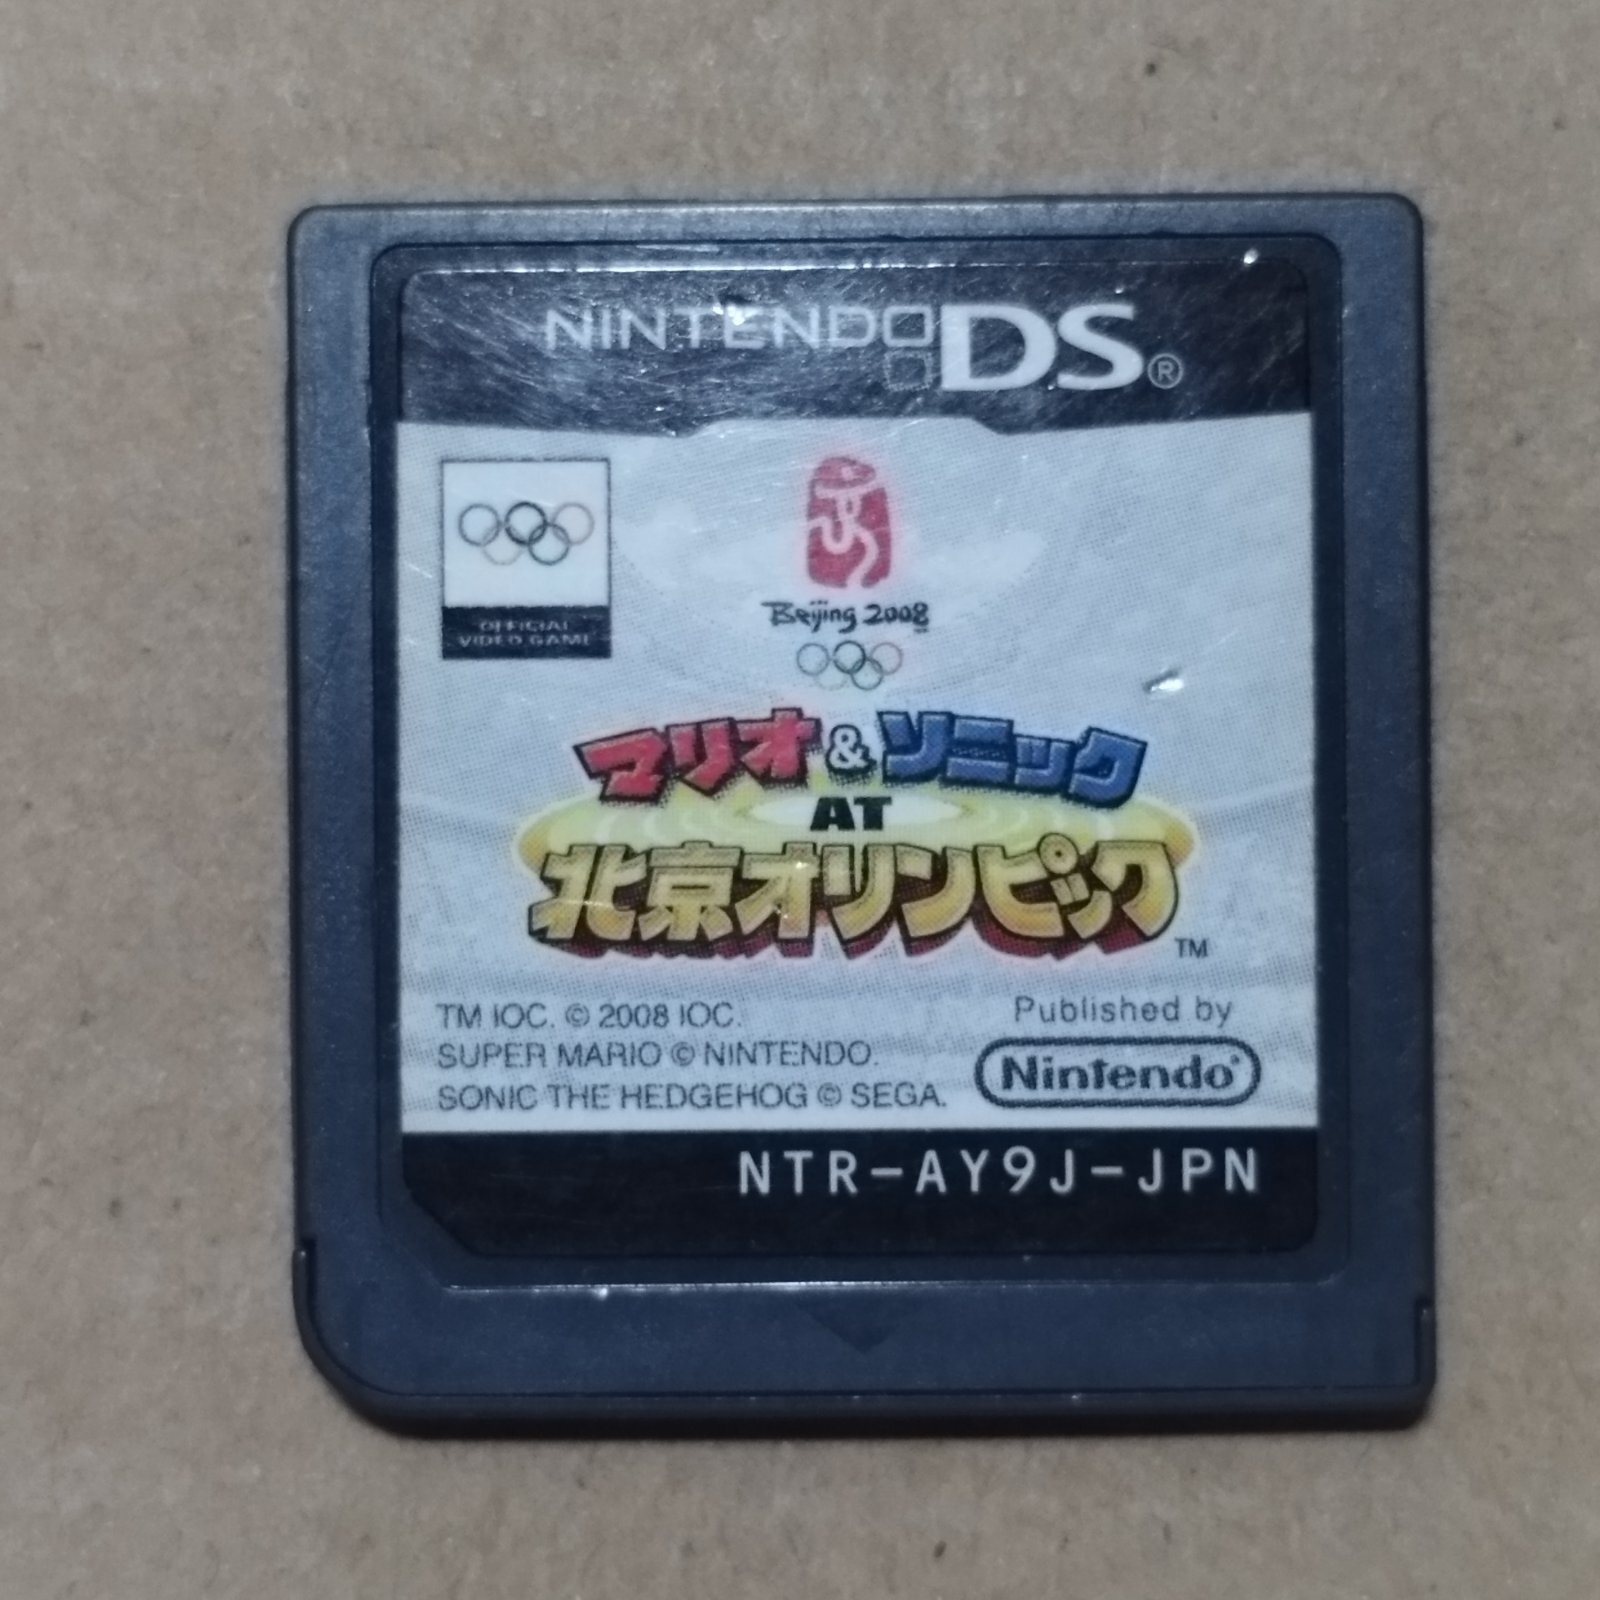 NINTENDO DS®
OFFICIAL
VIDEO GAME
Beijing 2008
マリオ&ソニック
AT
北京オリンピック
TM
TM IOC. © 2008 IOC.
SUPER MARIO © NINTENDO.
SONIC THE HEDGEHOG © SEGA.
Published by
Nintendo®
NTR-AY9J-JPN